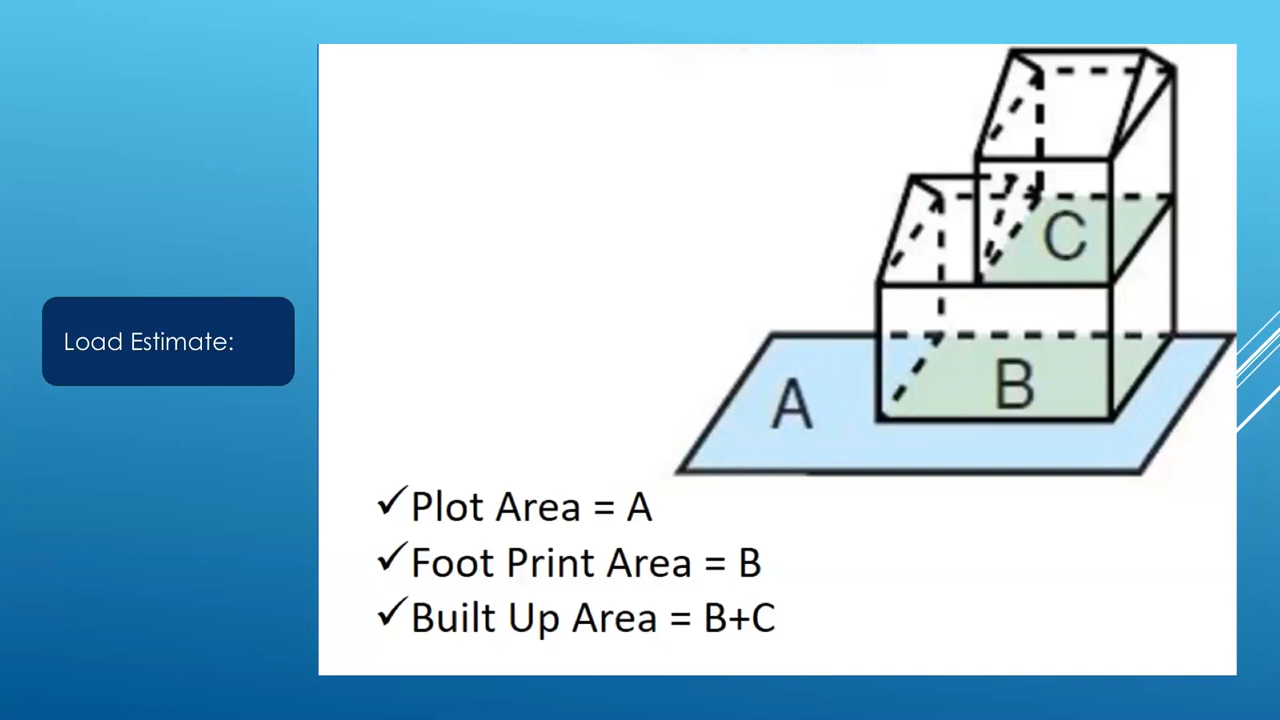 Load Estimate:
C
B
A
✓Plot Area = A
✓Foot Print Area = B
✓Built Up Area = B+C